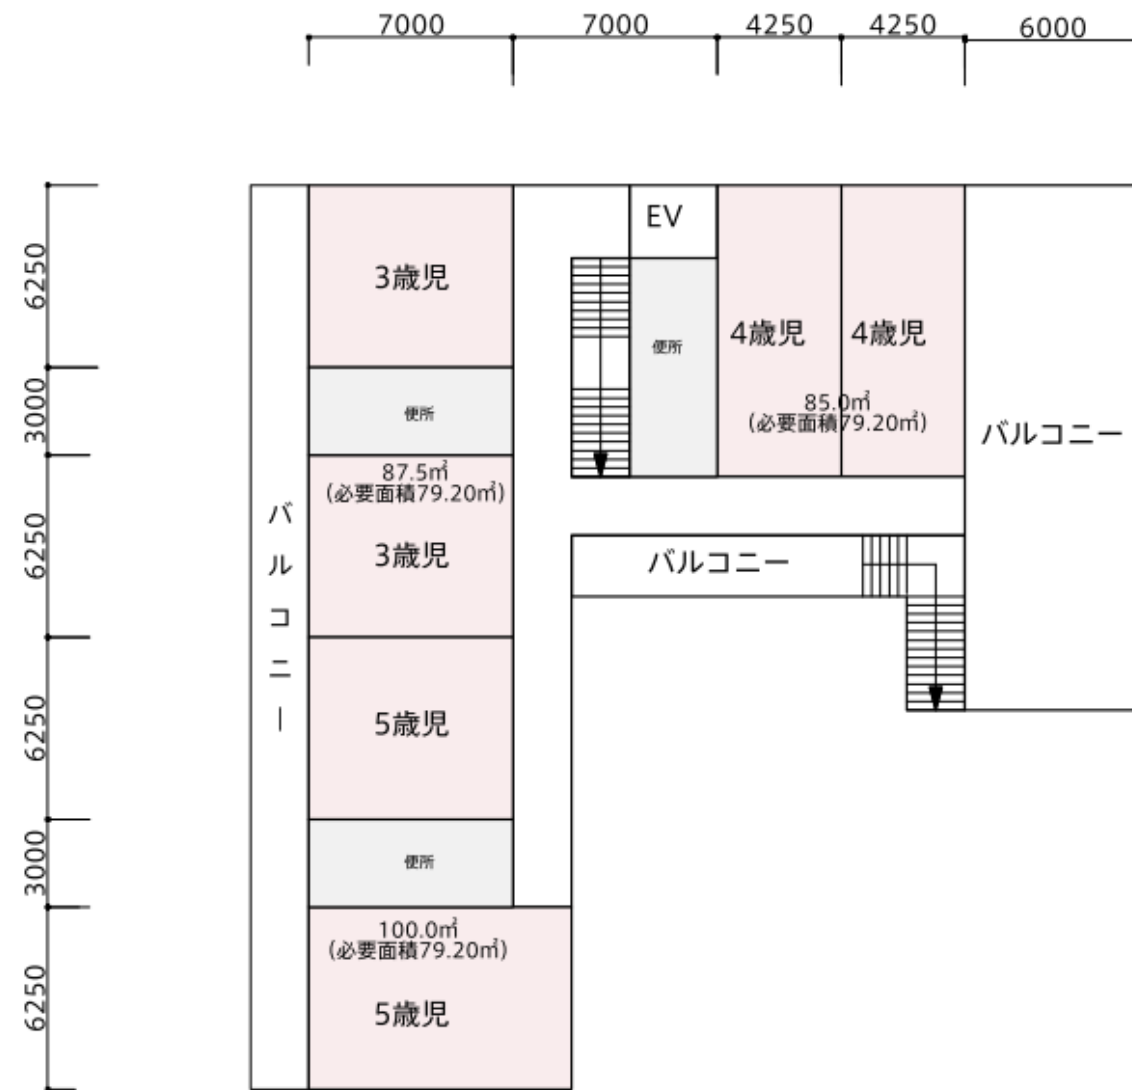 7000
7000
4250
4250
6000
6250
3000
6250
6250
3000
6250
バルコニー
3歳児
便所
87.5㎡
(必要面積79.20㎡)
3歳児
5歳児
便所
100.0㎡
(必要面積79.20㎡)
5歳児
EV
便所
4歳児
4歳児
85.0㎡
(必要面積79.20㎡)
バルコニー
バルコニー